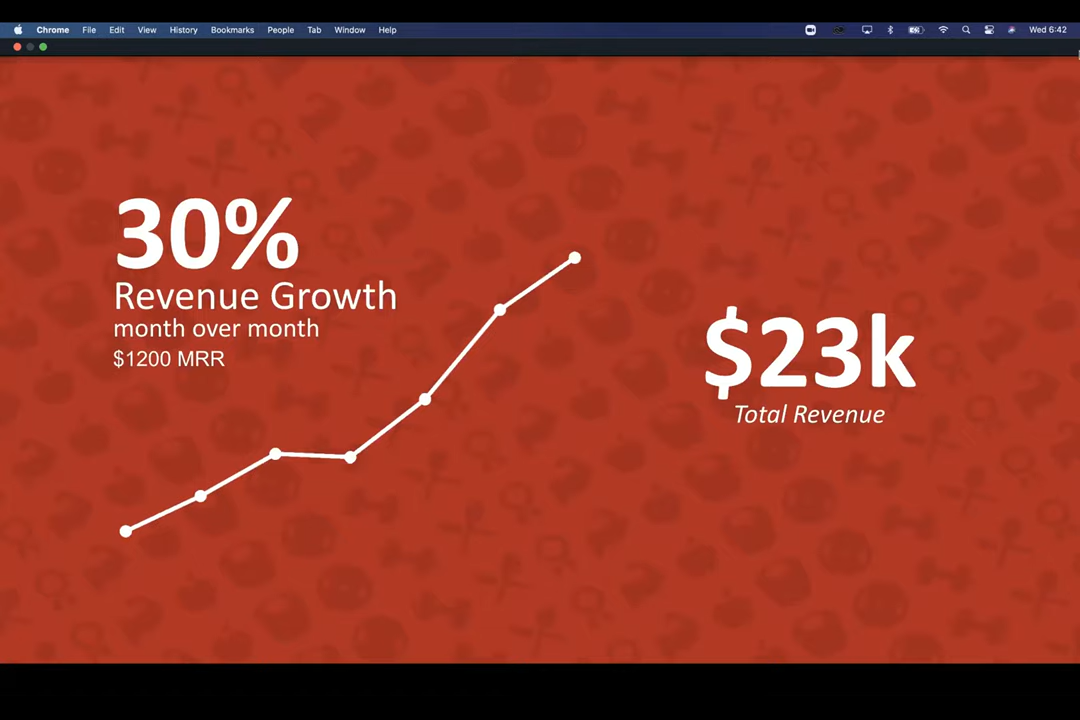 Chrome File Edit View History Bookmarks People Tab Window Help Wed 6:42
30%
Revenue Growth
month over month
$1200 MRR
$23k
Total Revenue